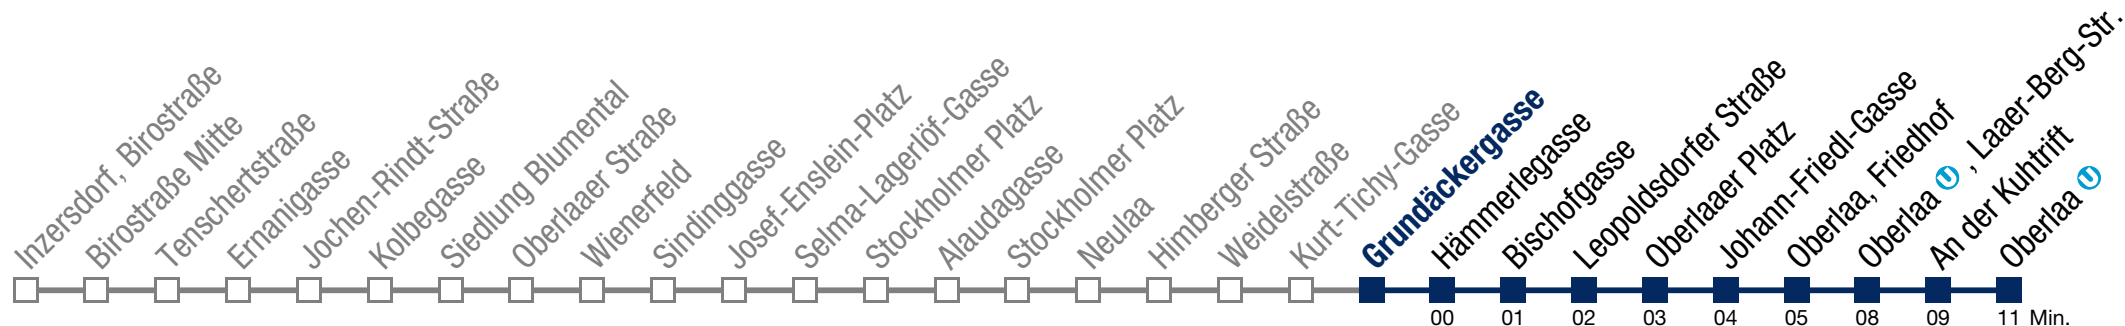 Inzersdorf, Birostraße
Birostraße Mitte
Tenschertstraße
Ernanigasse
Jochen-Rindt-Straße
Kolbegasse
Siedlung Blumental
Oberlaaer Straße
Wienerfeld
Sindinggasse
Josef-Enslein-Platz
Selma-Lagerlöf-Gasse
Stockholmer Platz
Alaudagasse
Stockholmer Platz
Neulaa
Himberger Straße
Weidelstraße
Kurt-Tichy-Gasse
Grundäckergasse
Hämmerlegasse
Bischofgasse
Leopoldsdorfer Straße
Oberlaaer Platz
Johann-Friedl-Gasse
Oberlaa, Friedhof
Oberlaa U , Laaer-Berg-Str.
An der Kuhtrift
Oberlaa U
00 01 02 03 04 05 08 09 11 Min.